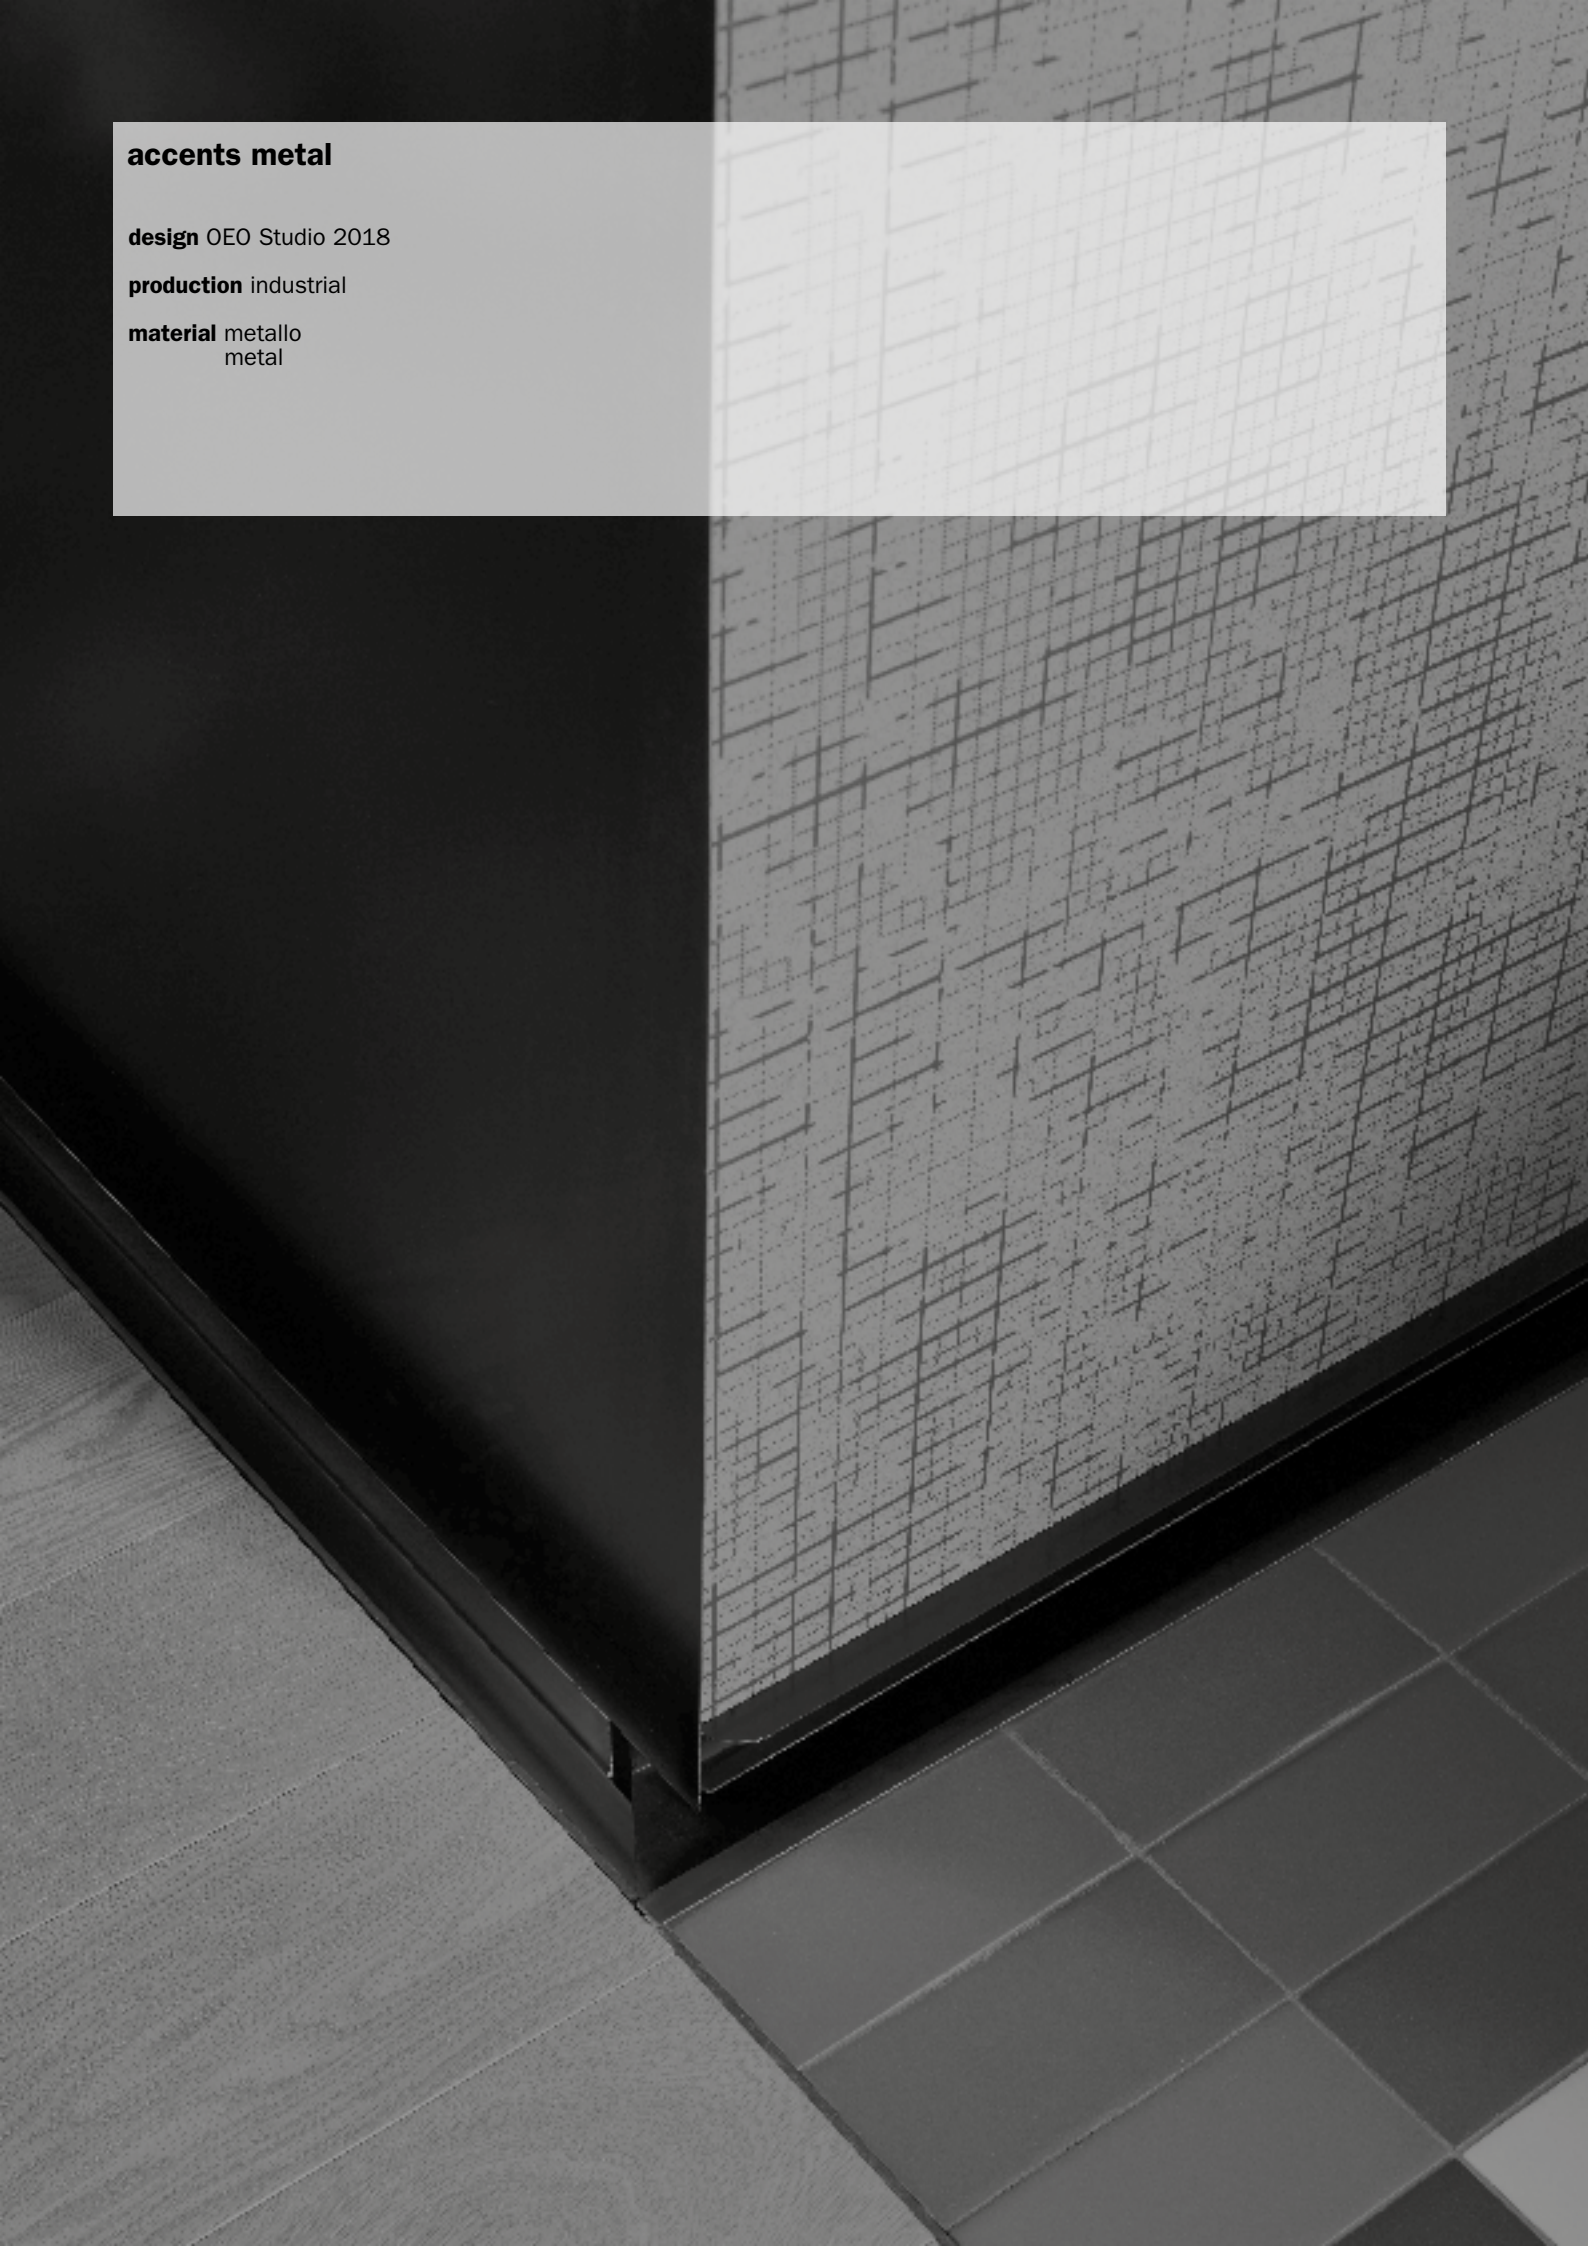 accents metal
design OEO Studio 2018
production industrial
material metallo
metal